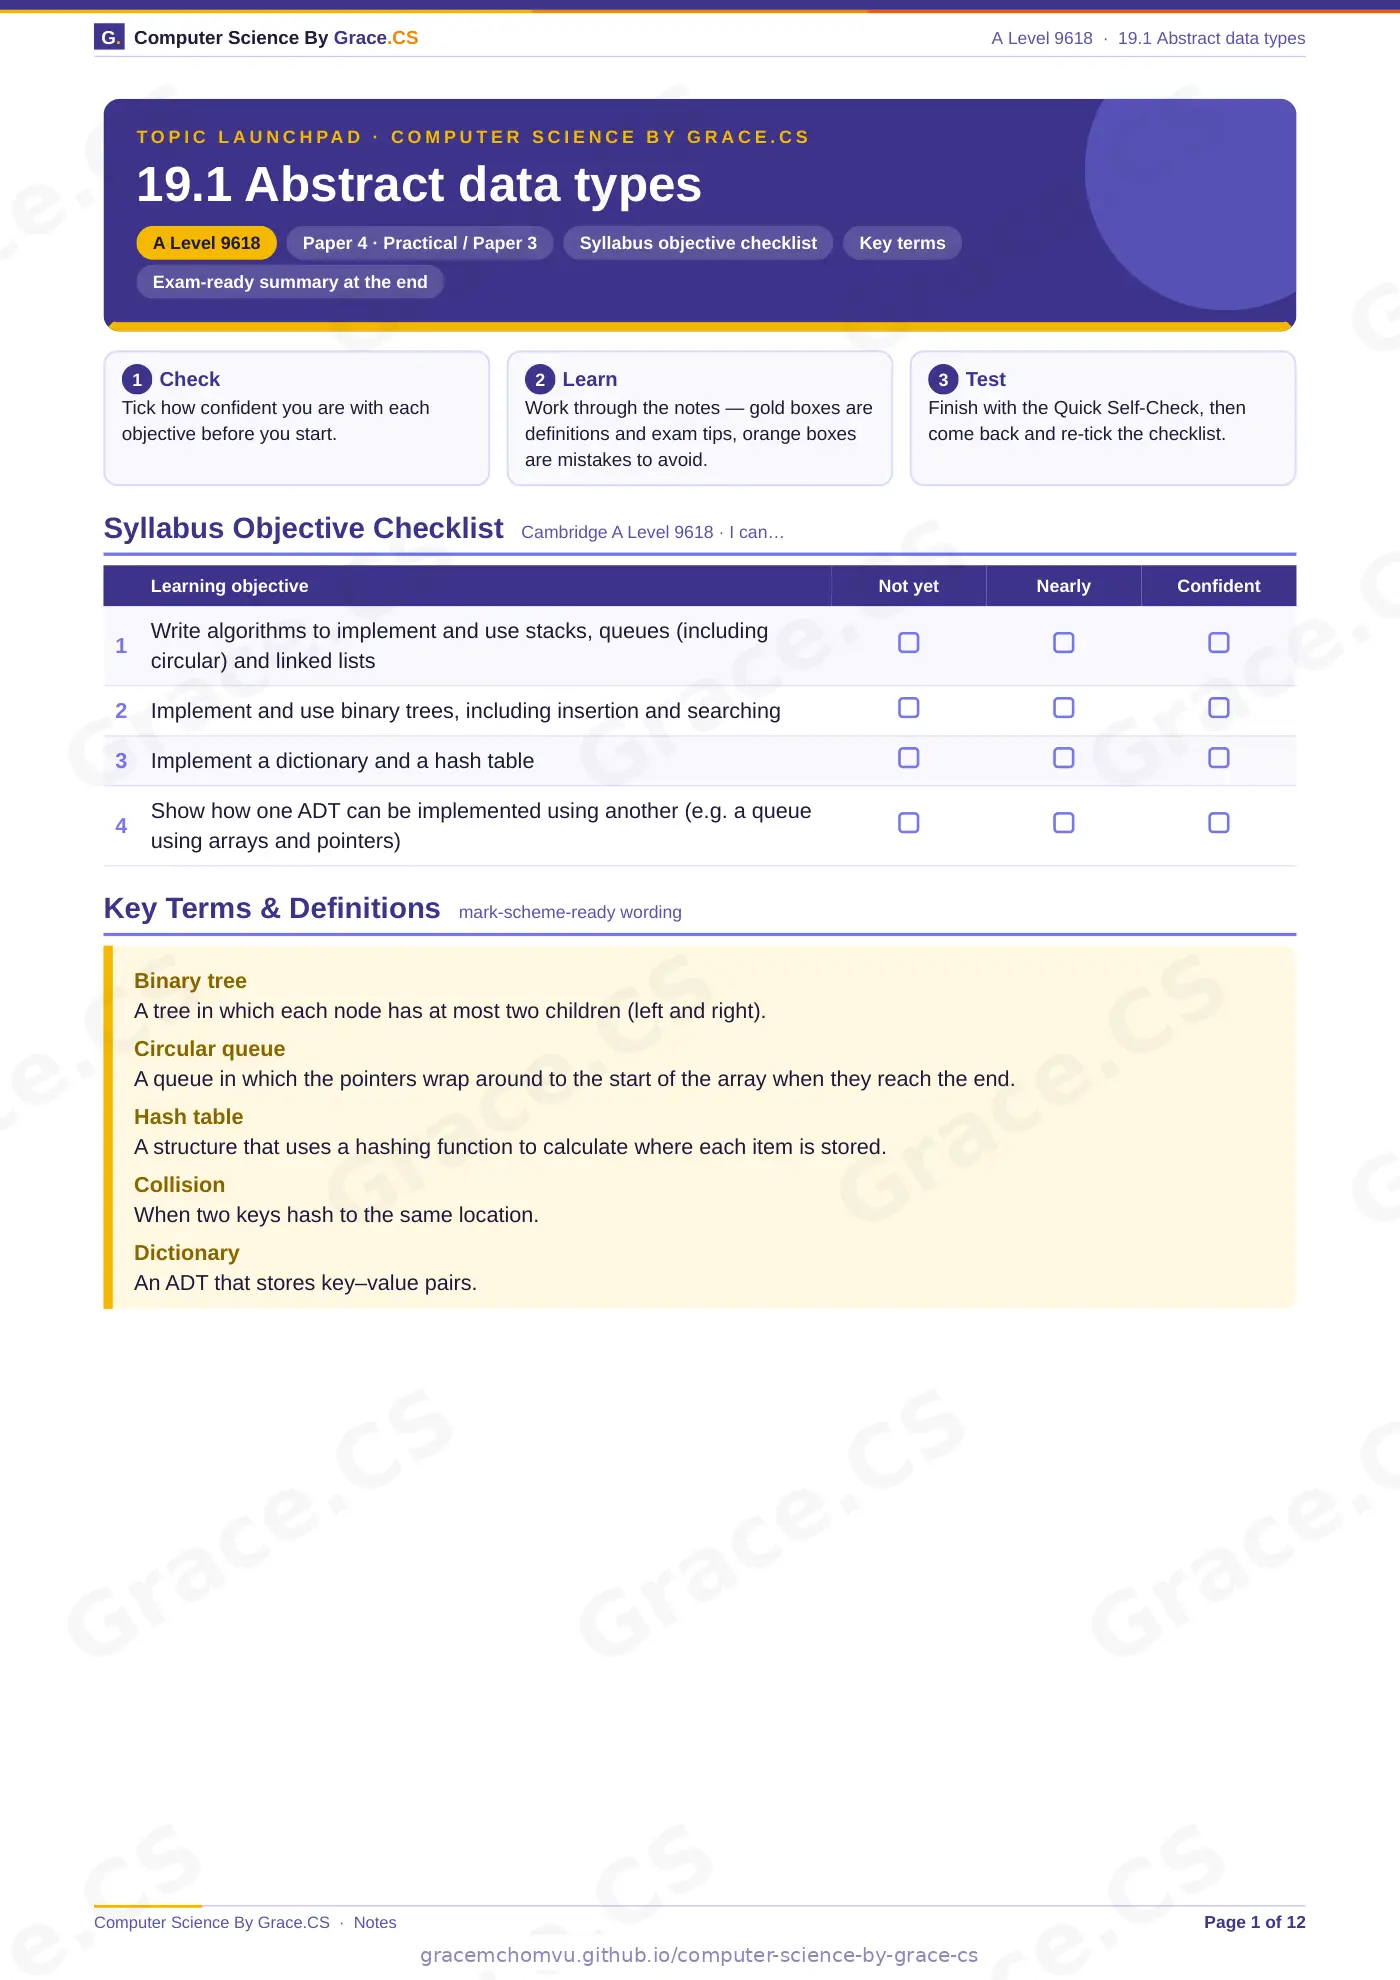 G. Computer Science By Grace.CS
A Level 9618 · 19.1 Abstract data types
TOPIC LAUNCHPAD · COMPUTER SCIENCE BY GRACE.CS
19.1 Abstract data types
A Level 9618 Paper 4 · Practical / Paper 3 Syllabus objective checklist Key terms
Exam-ready summary at the end
1 Check
Tick how confident you are with each
objective before you start.
2 Learn
Work through the notes — gold boxes are
definitions and exam tips, orange boxes
are mistakes to avoid.
3 Test
Finish with the Quick Self-Check, then
come back and re-tick the checklist.
Syllabus Objective Checklist Cambridge A Level 9618 · I can…
Learning objective Not yet Nearly Confident
1 Write algorithms to implement and use stacks, queues (including
circular) and linked lists
2 Implement and use binary trees, including insertion and searching
3 Implement a dictionary and a hash table
4 Show how one ADT can be implemented using another (e.g. a queue
using arrays and pointers)
Key Terms & Definitions mark-scheme-ready wording
Binary tree
A tree in which each node has at most two children (left and right).
Circular queue
A queue in which the pointers wrap around to the start of the array when they reach the end.
Hash table
A structure that uses a hashing function to calculate where each item is stored.
Collision
When two keys hash to the same location.
Dictionary
An ADT that stores key–value pairs.
Computer Science By Grace.CS · Notes
Page 1 of 12
gracemchomvu.github.io/computer-science-by-grace-cs